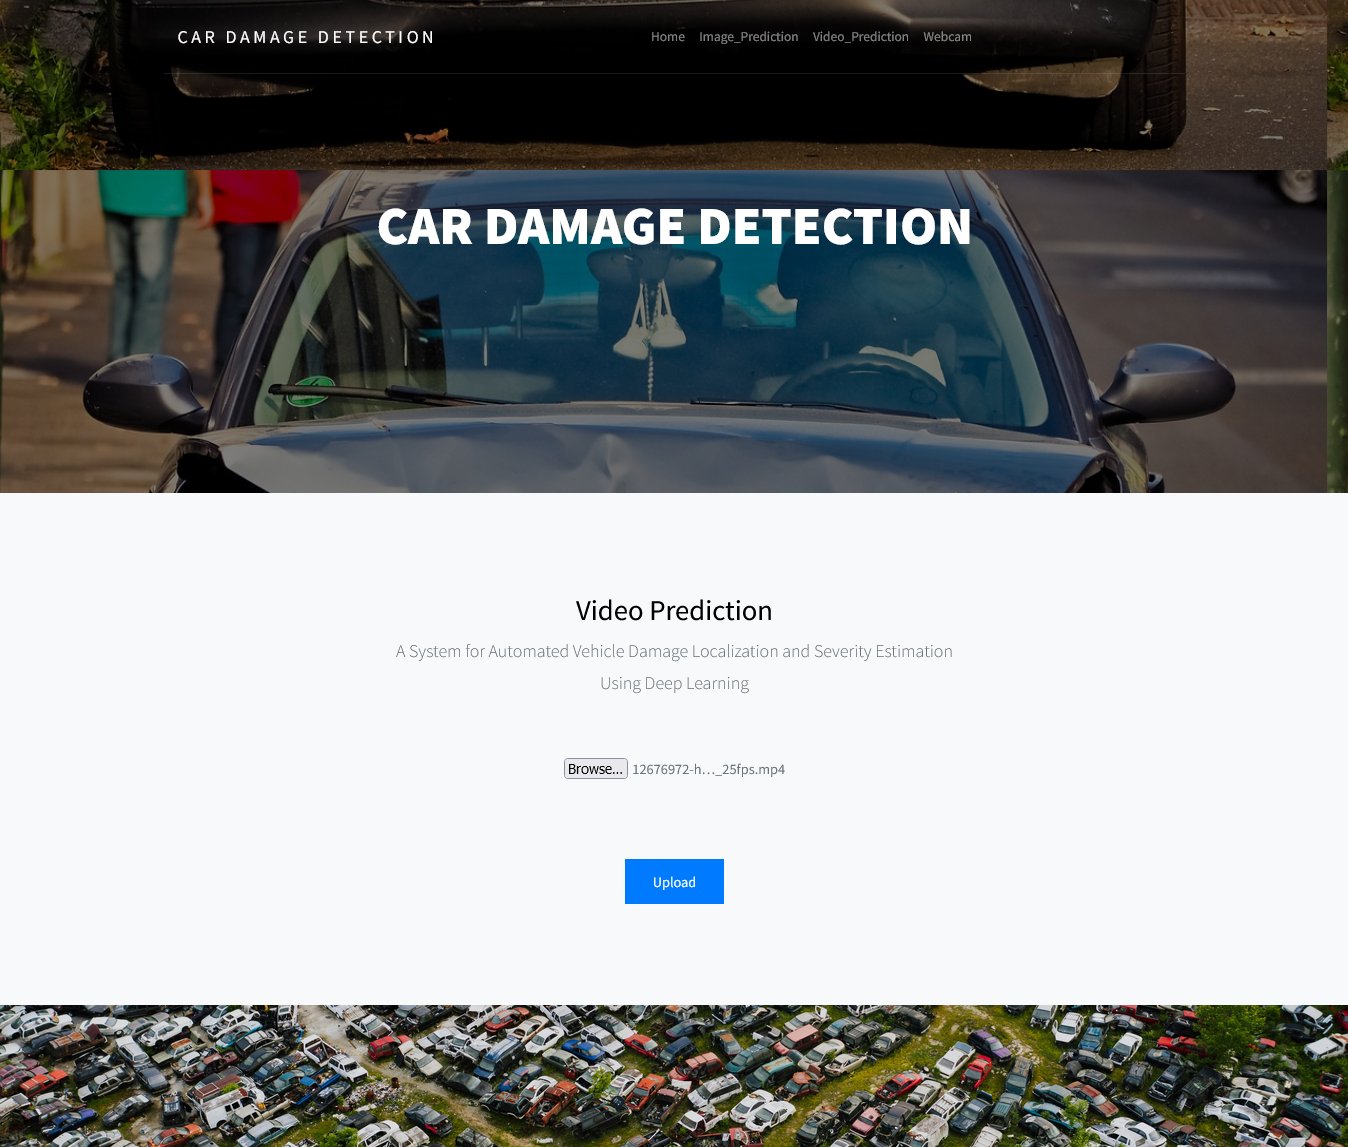 CAR DAMAGE DETECTION
Home Image_Prediction Video_Prediction Webcam
CAR DAMAGE DETECTION
Video Prediction
A System for Automated Vehicle Damage Localization and Severity Estimation
Using Deep Learning
Browse... 12676972-h…_25fps.mp4
Upload